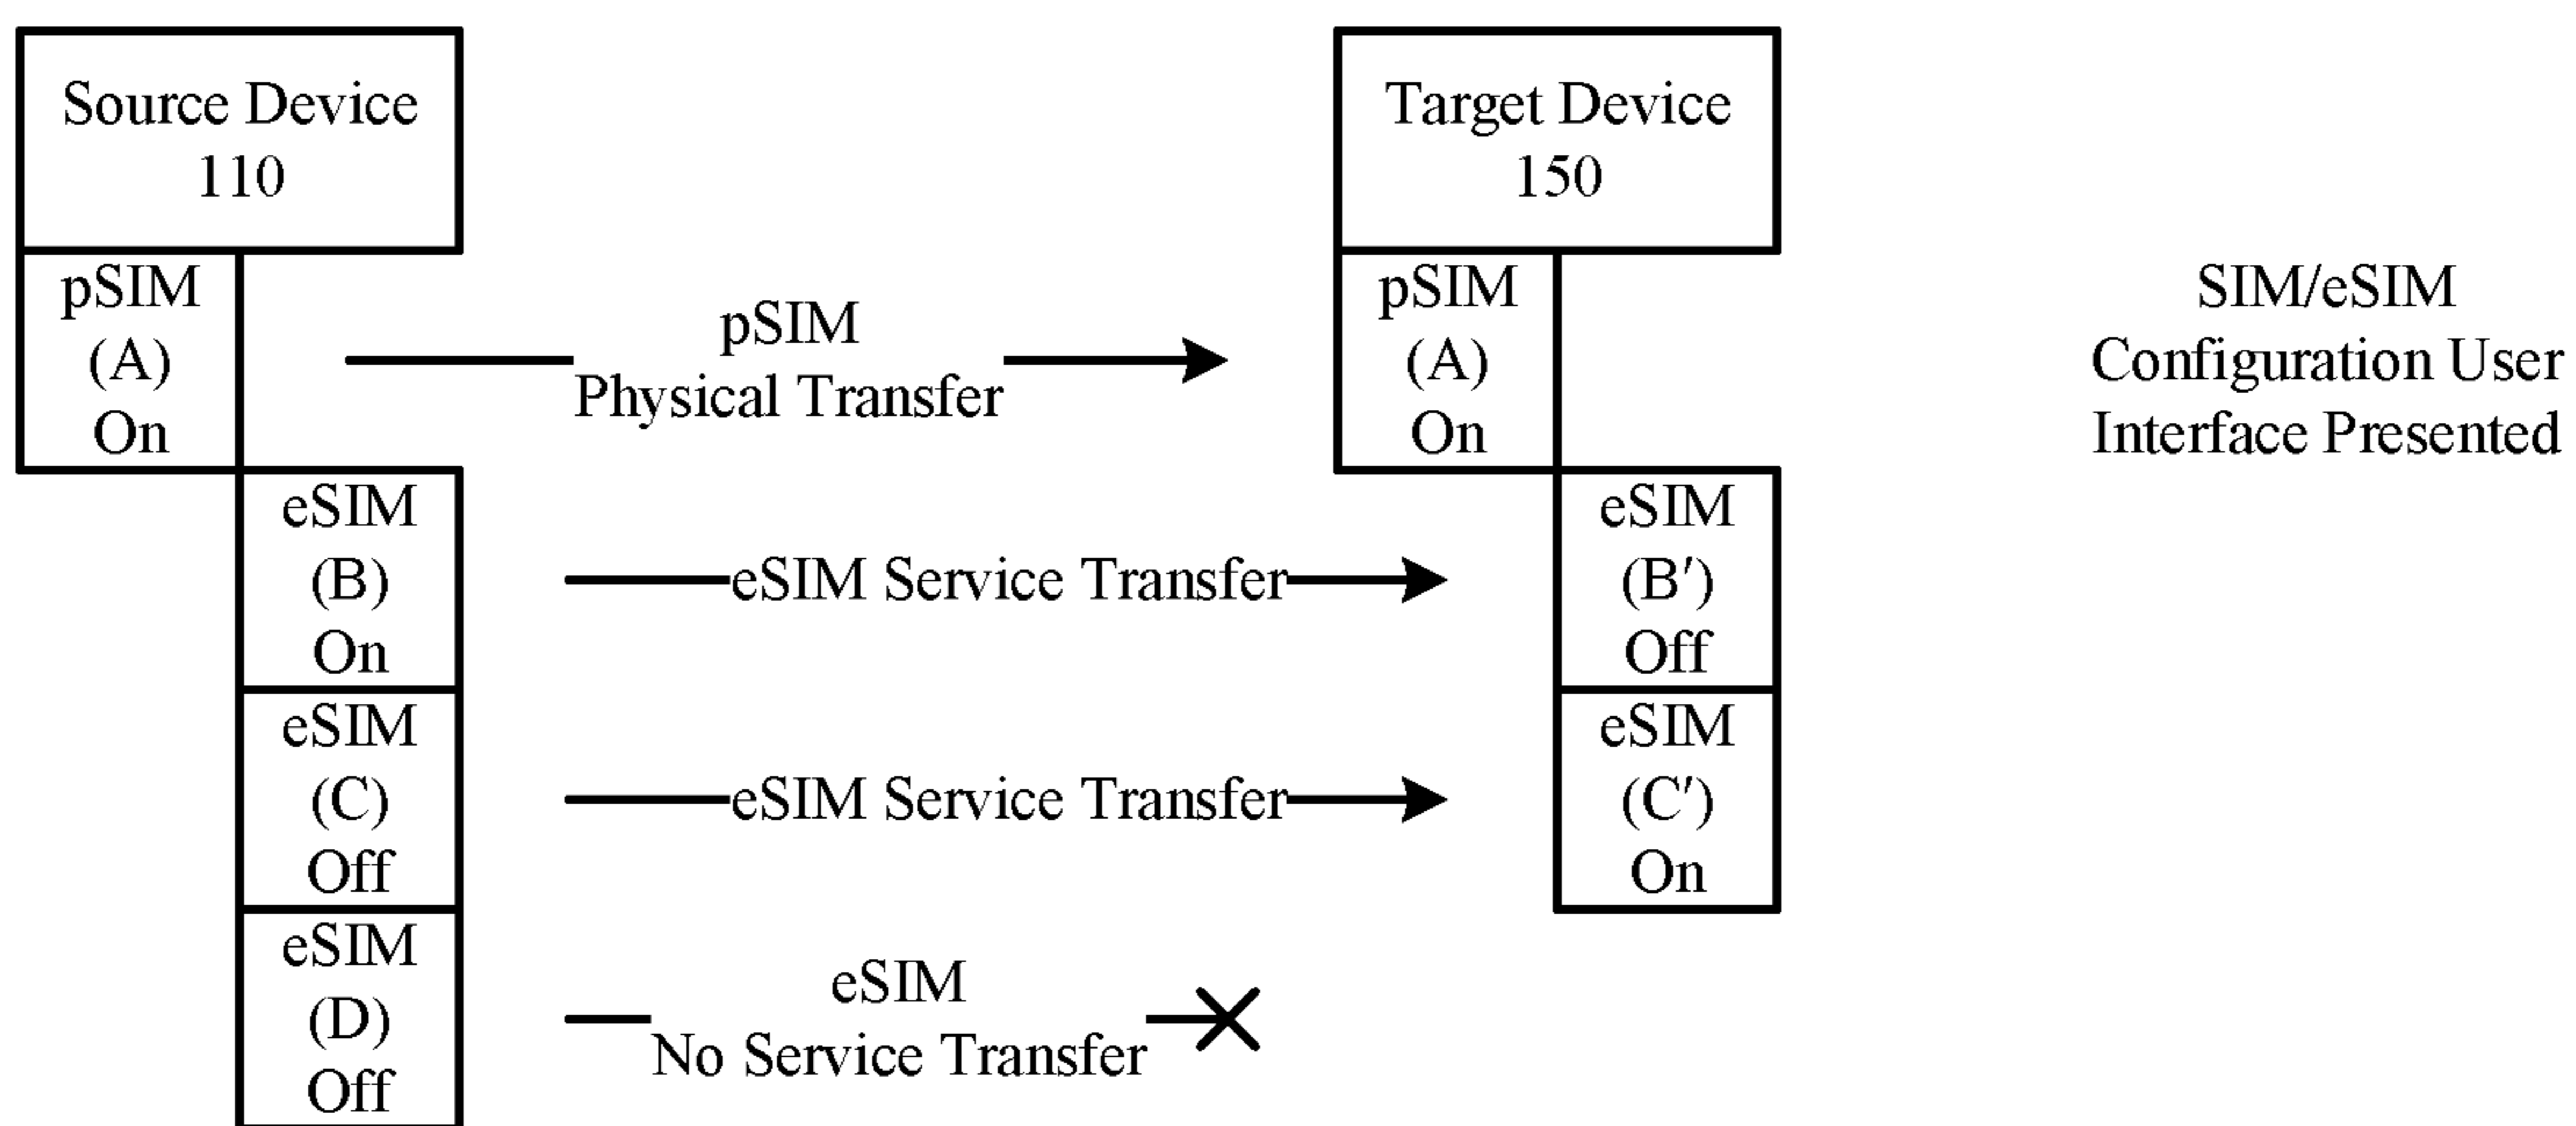 Source Device
110
Target Device
150
pSIM
(A)
On
pSIM
Physical Transfer
pSIM
(A)
On
SIM/eSIM
Configuration User
Interface Presented
eSIM
(B)
On
eSIM Service Transfer
eSIM
(B′)
Off
eSIM
(C)
Off
eSIM Service Transfer
eSIM
(C′)
On
eSIM
(D)
Off
eSIM
No Service Transfer